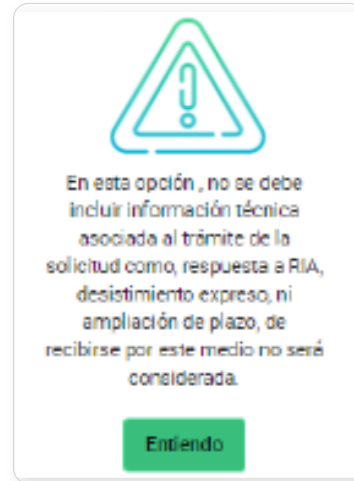 En esta opción , no se debe
incluir información técnica
asociada al trámite de la
solicitud como, respuesta a RIA,
desistimiento expreso, ni
ampliación de plazo, de
recibirse por este medio no será
considerada.
Entiendo